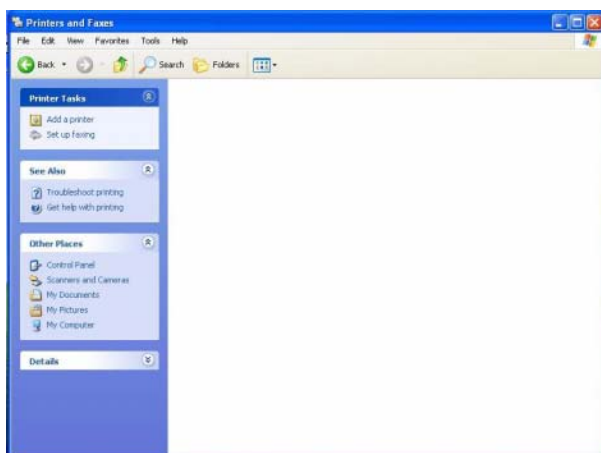 Printers and Faxes
File Edit View Favorites Tools Help
Back Search Folders
Printer Tasks
Add a printer
Set up faxing
See Also
Troubleshoot printing
Get help with printing
Other Places
Control Panel
Scanners and Cameras
My Documents
My Pictures
My Computer
Details